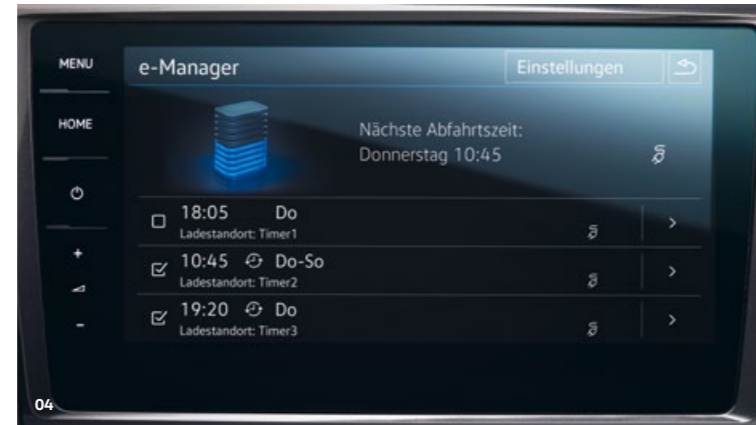 MENU
HOME
e-Manager
Einstellungen
Nächste Abfahrtszeit:
Donnerstag 10:45
18:05 Do
Ladestandort: Timer1
10:45 Do-So
Ladestandort: Timer2
19:20 Do
Ladestandort: Timer3
+
-
04